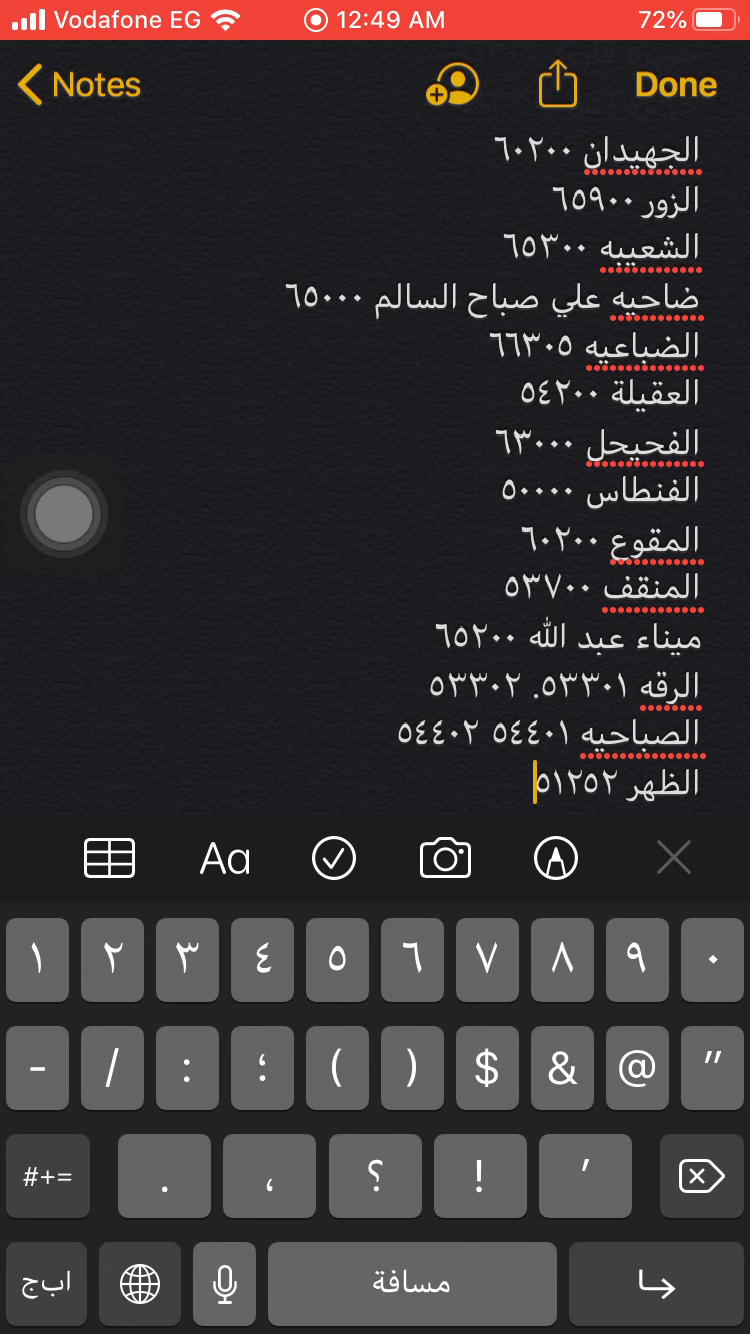 Vodafone EG 12:49 AM 72%
Notes Done
الجهيدان ٦٠٢٠٠
الزور ٦٥٩٠٠
الشعيبه ٦٥٣٠٠
ضاحيه علي صباح السالم ٦٥٠٠٠
الضباعيه ٦٦٣٠٥
العقيلة ٥٤٢٠٠
الفحيحل ٦٣٠٠٠
الفنطاس ٥٠٠٠٠
المقوع ٦٠٢٠٠
المنقف ٥٣٧٠٠
ميناء عبد الله ٦٥٢٠٠
الرقه ٥٣٣٠١. ٥٣٣٠٢
الصباحيه ٥٤٤٠١ ٥٤٤٠٢
الظهر ٥١٢٥٢
Aa
١ ٢ ٣ ٤ ٥ ٦ ٧ ٨ ٩ ٠
- / : ؛ ( ) $ & @ "
#+= . ، ؟ ! '
اب‌ج مسافة